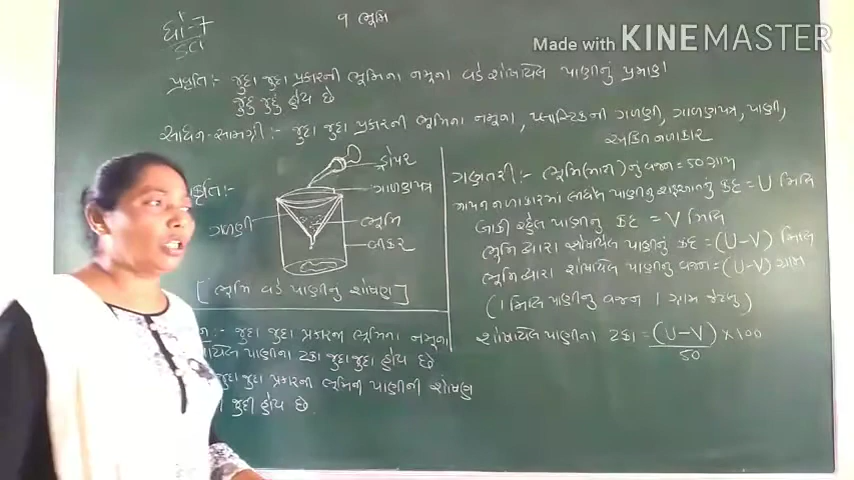 Made with KINEMASTER
ધો-7
૧ ભૂમિ
પ્રવૃતિ:- જુદા જુદા પ્રકારની ભૂમિના નમૂના વડે શોષાયેલ પાણીનું પ્રમાણ
જુદુ જુદું હોય છે
સાધન-સામગ્રી:- જુદા જુદા પ્રકારની ભૂમિના નમૂના, પ્લાસ્ટિકની ગળણી, ગાળણપત્ર, પાણી,
અંકિત નળાકાર
ડ્રોપર
ગાળણપત્ર
ગળણી
ભૂમિ
બીકર
[ભૂમિ વડે પાણીનું શોષણ]
જુદા જુદા પ્રકારની ભૂમિના નમૂના
પાણીના ટકા જુદાજુદા હોય છે
જુદા જુદા પ્રકારની ભૂમિની પાણીની શોષણ
જુદી હોય છે.
ગણતરી:- ભૂમિ(માટી)નું વજન = 50 ગ્રામ
માપન નળાકારમાં લીધેલ પાણીનું શરૂઆતનું કદ = U મિલિ
બાકી રહેલ પાણીનું કદ = V મિલિ
ભૂમિ દ્વારા શોષાયેલ પાણીનું કદ = (U-V) મિલિ
ભૂમિ દ્વારા શોષાયેલ પાણીનું વજન = (U-V) ગ્રામ
(1 મિલિ પાણીનું વજન 1 ગ્રામ જેટલું)
શોષાયેલ પાણીના ટકા = (U-V) × 100
50